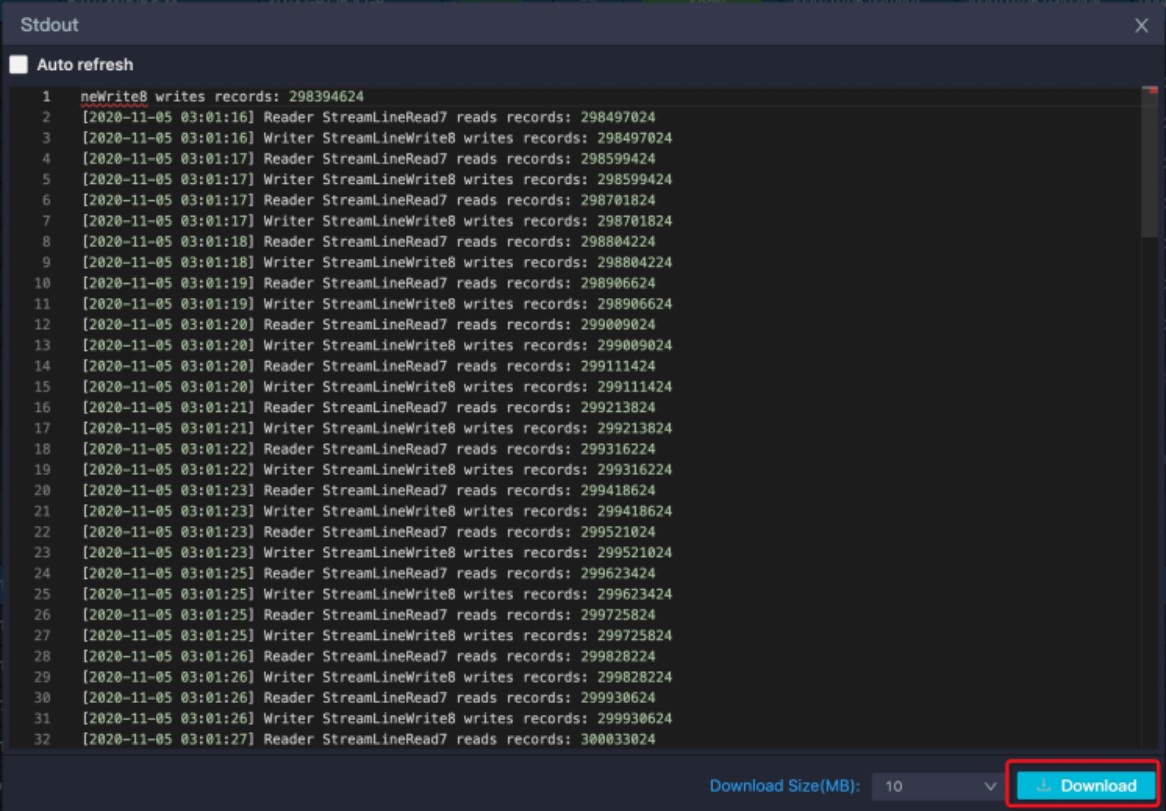 Stdout
Auto refresh
1 neWrite8 writes records: 298394624
2 [2020-11-05 03:01:16] Reader StreamLineRead7 reads records: 298497024
3 [2020-11-05 03:01:16] Writer StreamLineWrite8 writes records: 298497024
4 [2020-11-05 03:01:17] Reader StreamLineRead7 reads records: 298599424
5 [2020-11-05 03:01:17] Writer StreamLineWrite8 writes records: 298599424
6 [2020-11-05 03:01:17] Reader StreamLineRead7 reads records: 298701824
7 [2020-11-05 03:01:17] Writer StreamLineWrite8 writes records: 298701824
8 [2020-11-05 03:01:18] Reader StreamLineRead7 reads records: 298804224
9 [2020-11-05 03:01:18] Writer StreamLineWrite8 writes records: 298804224
10 [2020-11-05 03:01:19] Reader StreamLineRead7 reads records: 298906624
11 [2020-11-05 03:01:19] Writer StreamLineWrite8 writes records: 298906624
12 [2020-11-05 03:01:20] Reader StreamLineRead7 reads records: 299009024
13 [2020-11-05 03:01:20] Writer StreamLineWrite8 writes records: 299009024
14 [2020-11-05 03:01:20] Reader StreamLineRead7 reads records: 299111424
15 [2020-11-05 03:01:20] Writer StreamLineWrite8 writes records: 299111424
16 [2020-11-05 03:01:21] Reader StreamLineRead7 reads records: 299213824
17 [2020-11-05 03:01:21] Writer StreamLineWrite8 writes records: 299213824
18 [2020-11-05 03:01:22] Reader StreamLineRead7 reads records: 299316224
19 [2020-11-05 03:01:22] Writer StreamLineWrite8 writes records: 299316224
20 [2020-11-05 03:01:23] Reader StreamLineRead7 reads records: 299418624
21 [2020-11-05 03:01:23] Writer StreamLineWrite8 writes records: 299418624
22 [2020-11-05 03:01:23] Reader StreamLineRead7 reads records: 299521024
23 [2020-11-05 03:01:23] Writer StreamLineWrite8 writes records: 299521024
24 [2020-11-05 03:01:25] Reader StreamLineRead7 reads records: 299623424
25 [2020-11-05 03:01:25] Writer StreamLineWrite8 writes records: 299623424
26 [2020-11-05 03:01:25] Reader StreamLineRead7 reads records: 299725824
27 [2020-11-05 03:01:25] Writer StreamLineWrite8 writes records: 299725824
28 [2020-11-05 03:01:26] Reader StreamLineRead7 reads records: 299828224
29 [2020-11-05 03:01:26] Writer StreamLineWrite8 writes records: 299828224
30 [2020-11-05 03:01:26] Reader StreamLineRead7 reads records: 299930624
31 [2020-11-05 03:01:26] Writer StreamLineWrite8 writes records: 299930624
32 [2020-11-05 03:01:27] Reader StreamLineRead7 reads records: 300033024
Download Size(MB): 10 Download